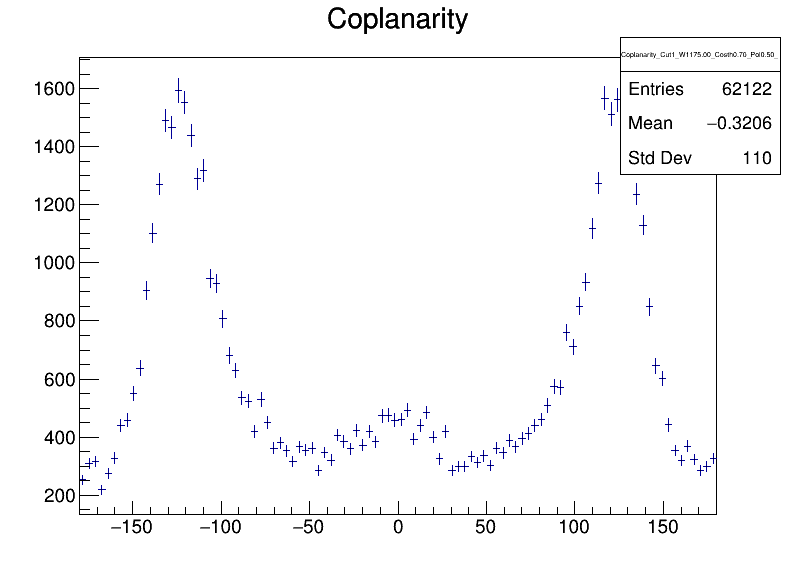 Coplanarity
Coplanarity_Cut1_W1175.00_Costh0.70_Pol0.50_
Entries 62122
Mean −0.3206
Std Dev 110
1600
1400
1200
1000
800
600
400
200
−150 −100 −50 0 50 100 150